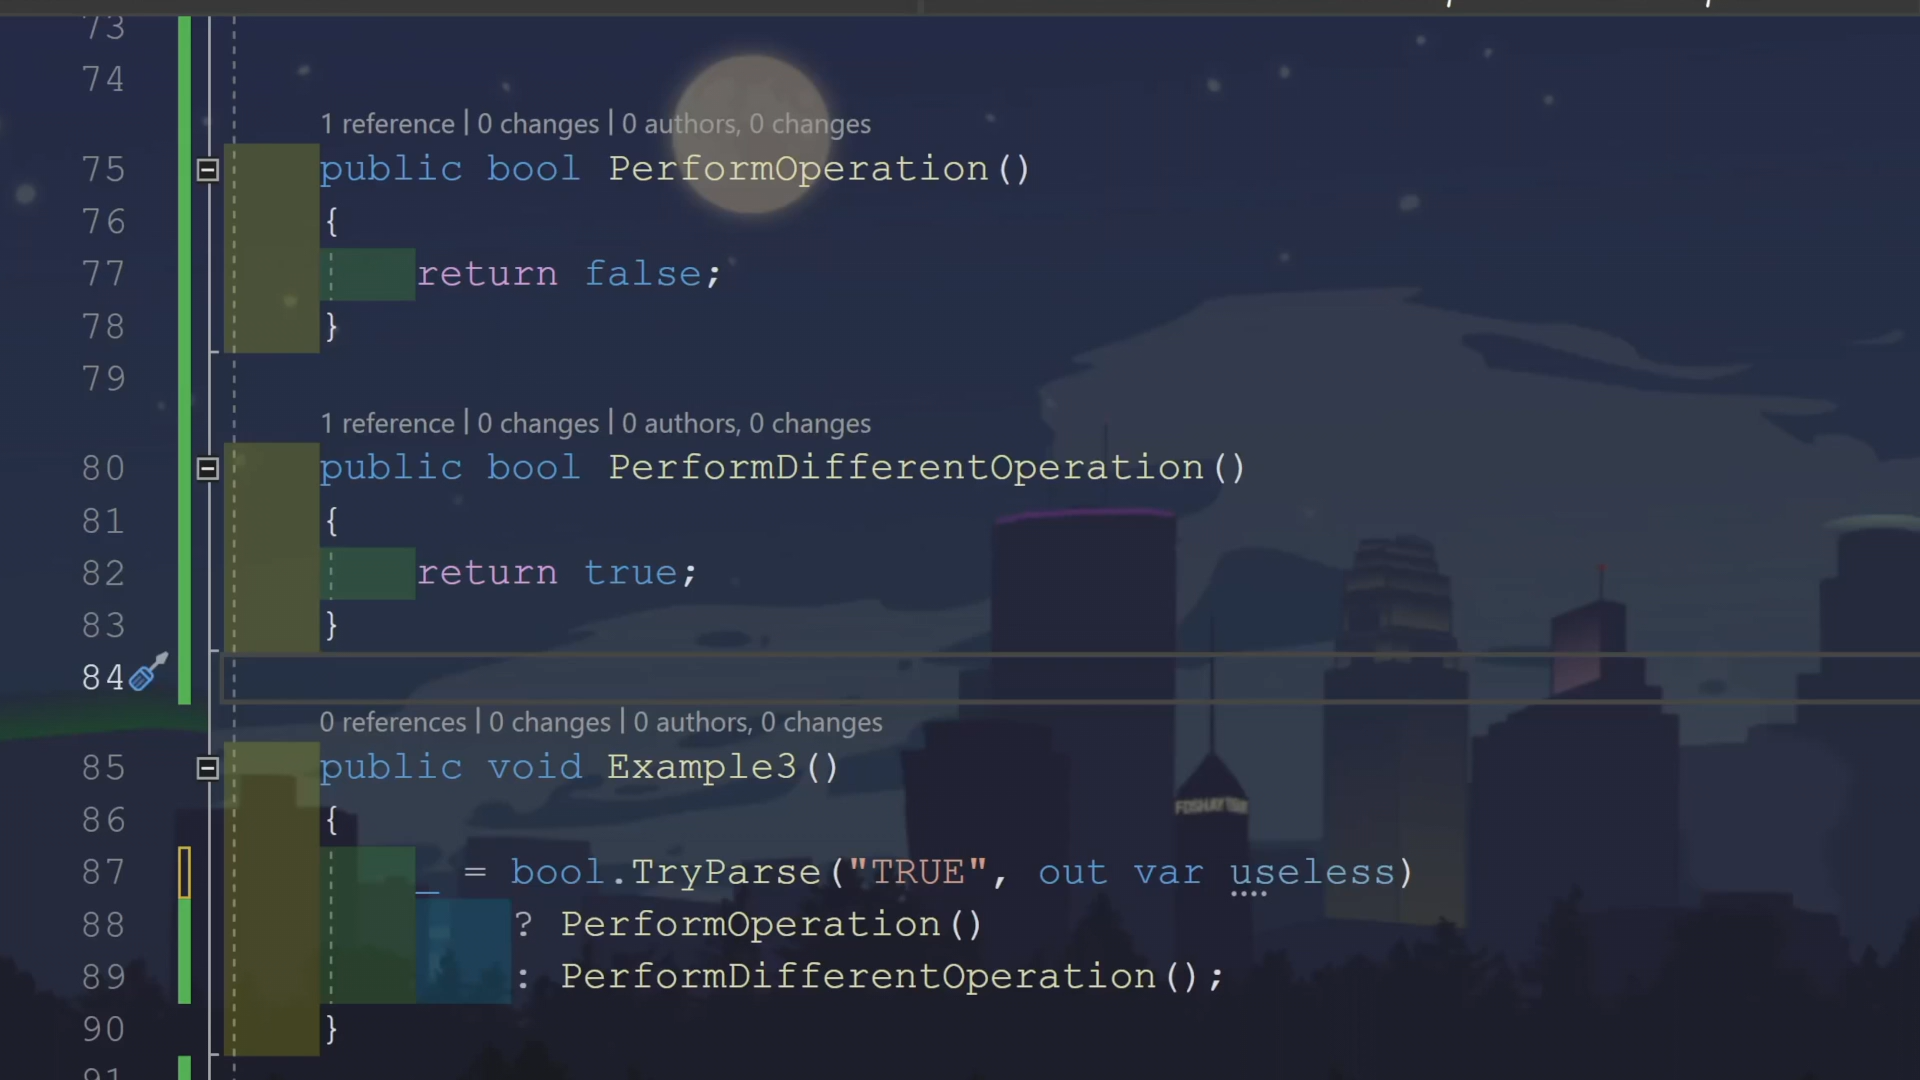 73
74
1 reference | 0 changes | 0 authors, 0 changes
75 public bool PerformOperation()
76 {
77 return false;
78 }
79
1 reference | 0 changes | 0 authors, 0 changes
80 public bool PerformDifferentOperation()
81 {
82 return true;
83 }
84
0 references | 0 changes | 0 authors, 0 changes
85 public void Example3()
86 {
87 _ = bool.TryParse("TRUE", out var useless)
88 ? PerformOperation()
89 : PerformDifferentOperation();
90 }
91